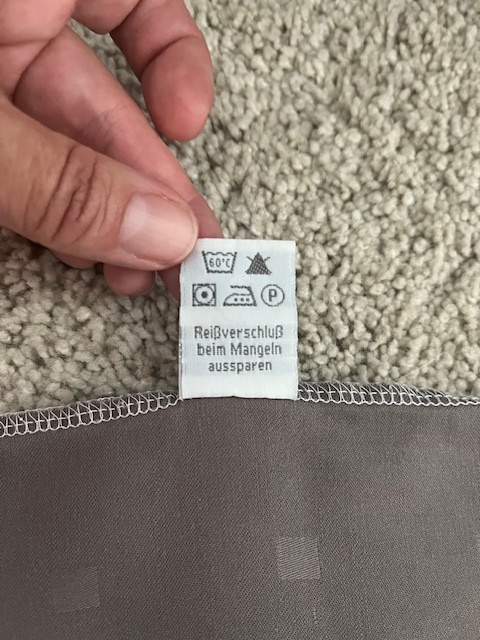 60°C
P
Reißverschluß
beim Mangeln
aussparen